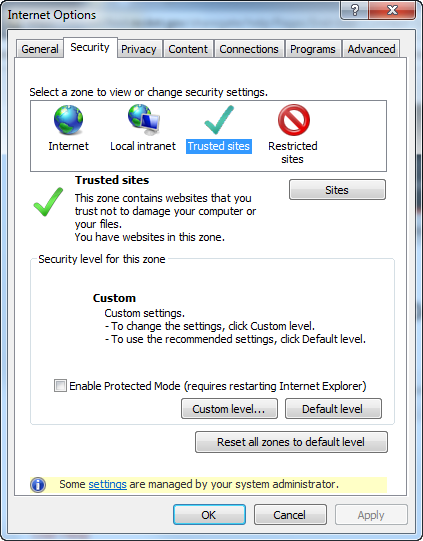 Internet Options
General Security Privacy Content Connections Programs Advanced
Select a zone to view or change security settings.
Internet Local intranet Trusted sites Restricted sites
Trusted sites
Sites
This zone contains websites that you
trust not to damage your computer or
your files.
You have websites in this zone.
Security level for this zone
Custom
Custom settings.
- To change the settings, click Custom level.
- To use the recommended settings, click Default level.
Enable Protected Mode (requires restarting Internet Explorer)
Custom level... Default level
Reset all zones to default level
Some settings are managed by your system administrator.
OK Cancel Apply